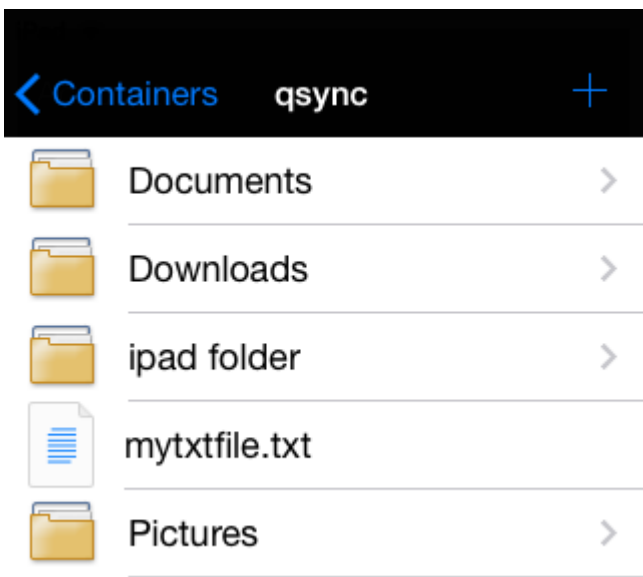 Containers qsync +
Documents
Downloads
ipad folder
mytxtfile.txt
Pictures